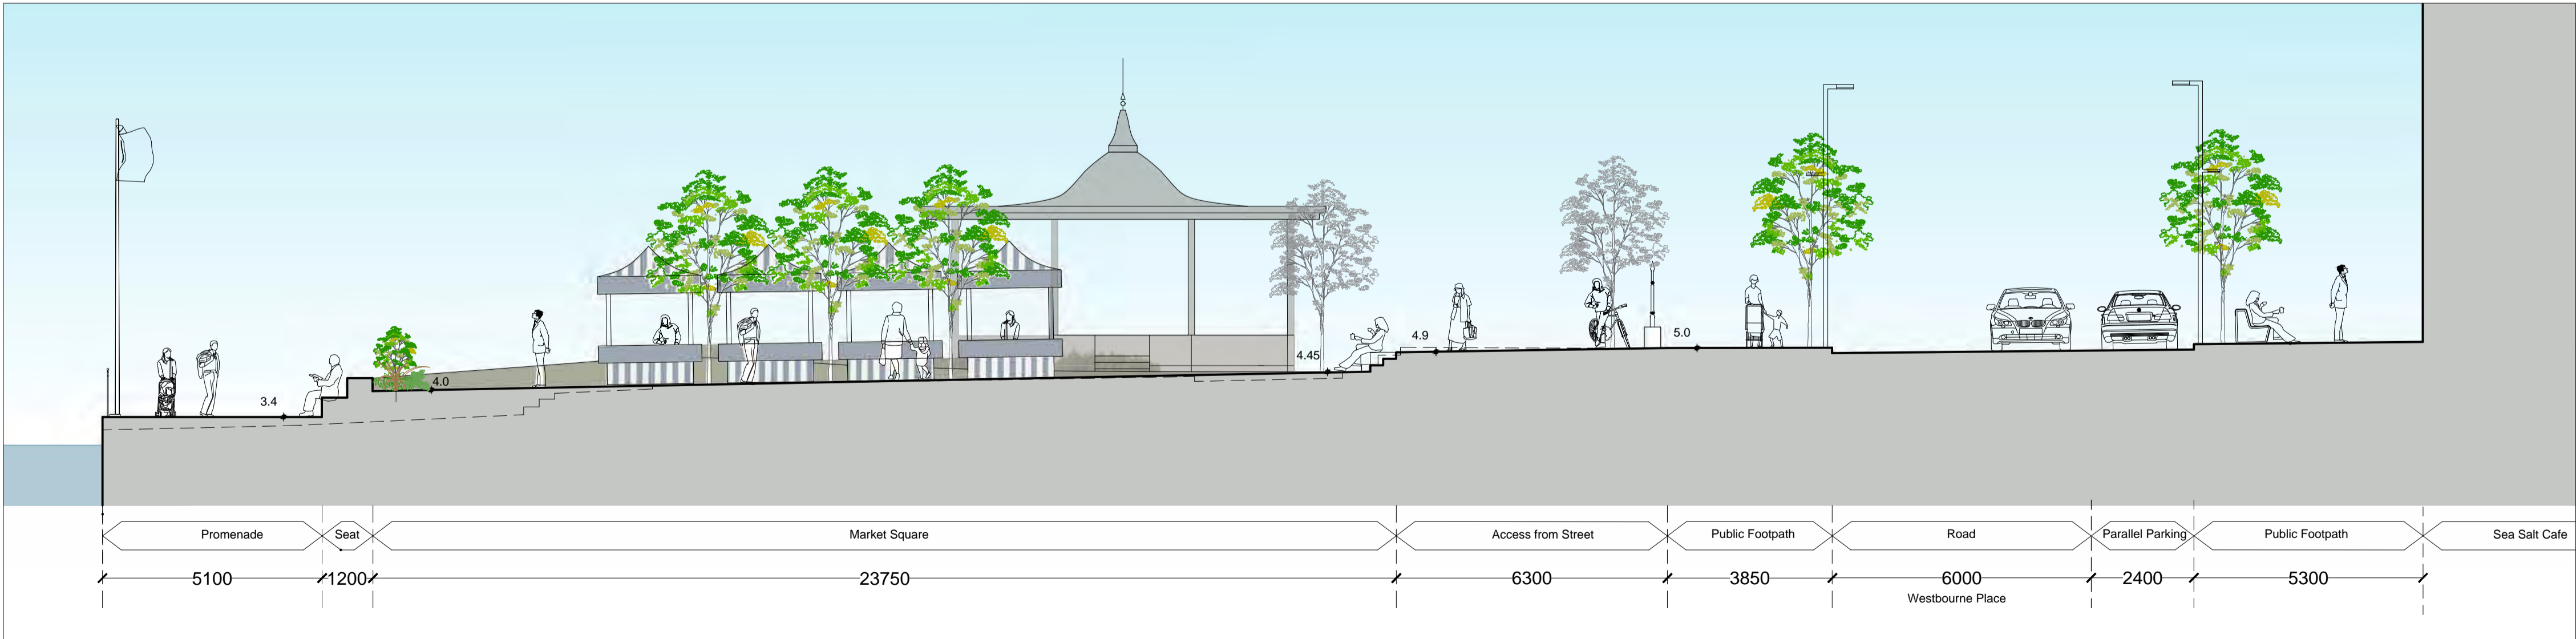 4.9
5.0
4.45
4.0
3.4
Promenade
Seat
Market Square
Access from Street
Public Footpath
Road
Parallel Parking
Public Footpath
Sea Salt Cafe
5100
1200
23750
6300
3850
6000
2400
5300
Westbourne Place